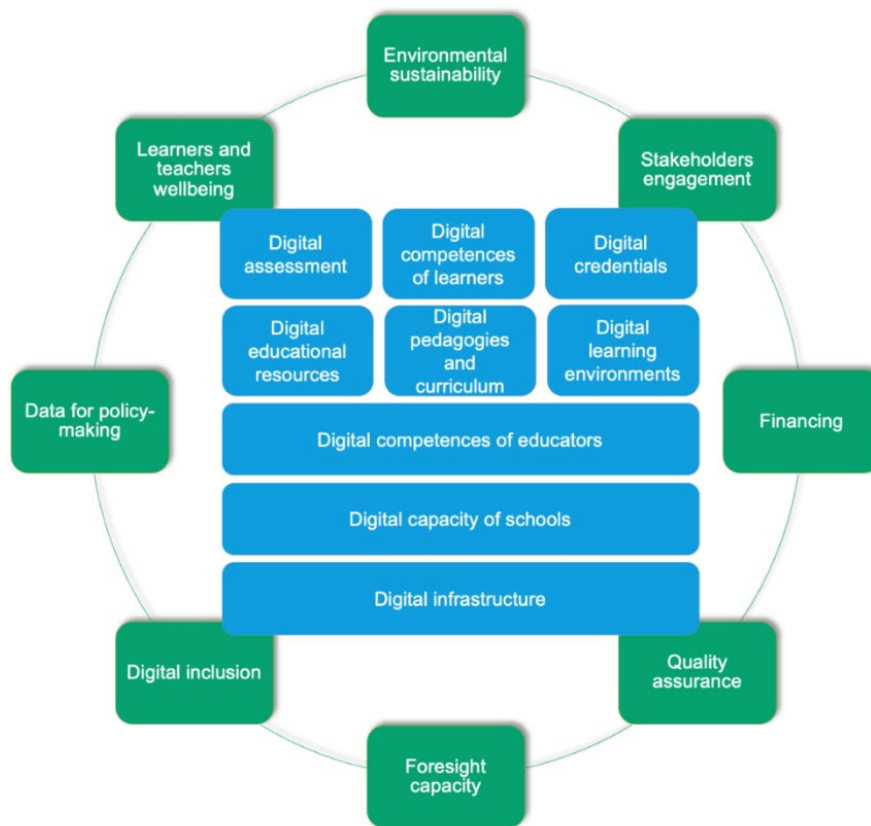 Environmental
sustainability
Learners and
teachers
wellbeing
Stakeholders
engagement
Digital
assessment
Digital
competences
of learners
Digital
credentials
Digital
educational
resources
Digital
pedagogies
and
curriculum
Digital
learning
environments
Data for policy-
making
Financing
Digital competences of educators
Digital capacity of schools
Digital infrastructure
Digital inclusion
Quality
assurance
Foresight
capacity